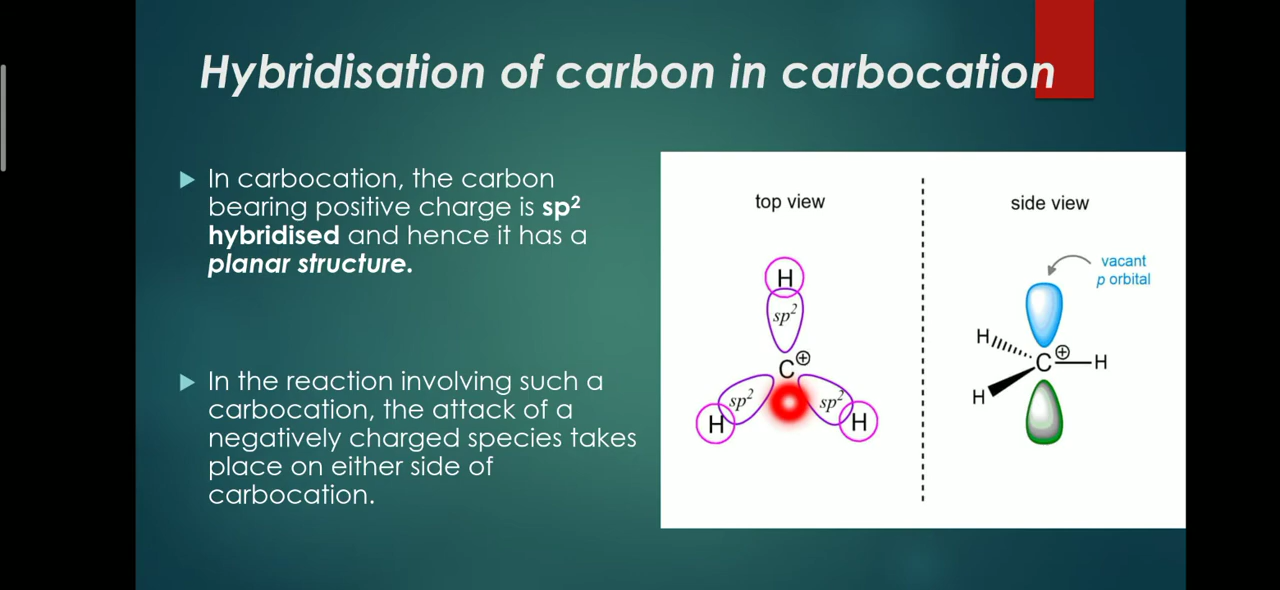 Hybridisation of carbon in carbocation
In carbocation, the carbon
bearing positive charge is sp²
hybridised and hence it has a
planar structure.
In the reaction involving such a
carbocation, the attack of a
negatively charged species takes
place on either side of
carbocation.
top view
H
sp²
C⊕
sp² sp²
H H
side view
vacant
p orbital
H
C⊕ H
H